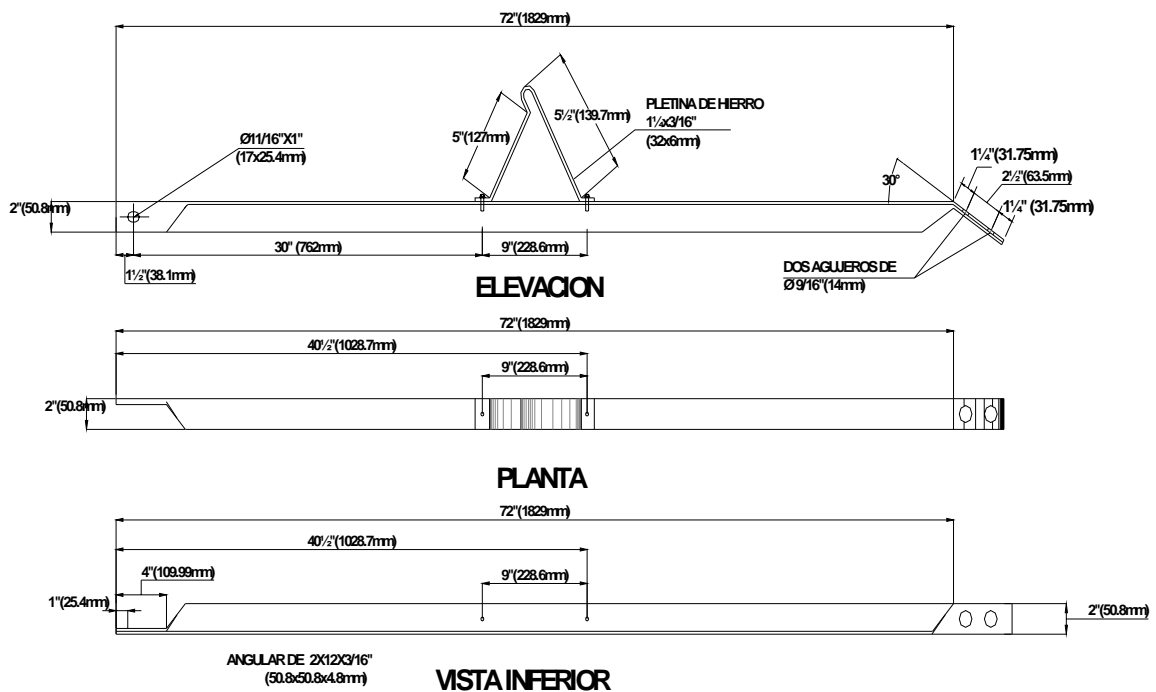 72"(1829mm)
PLETINA DE HIERRO
1¼x3/16"
(32x6mm)
5½"(139.7mm)
5"(127mm)
Ø11/16"X1"
(17x25.4mm)
30°
1¼"(31.75mm)
2½"(63.5mm)
1¼" (31.75mm)
2"(50.8mm)
30" (762mm)
9"(228.6mm)
1½"(38.1mm)
DOS AGUJEROS DE
Ø 9/16"(14mm)
ELEVACION
72"(1829mm)
40½"(1028.7mm)
9"(228.6mm)
2"(50.8mm)
PLANTA
72"(1829mm)
40½"(1028.7mm)
4"(109.99mm)
9"(228.6mm)
1"(25.4mm)
2"(50.8mm)
ANGULAR DE 2X12X3/16"
(50.8x50.8x4.8mm)
VISTA INFERIOR